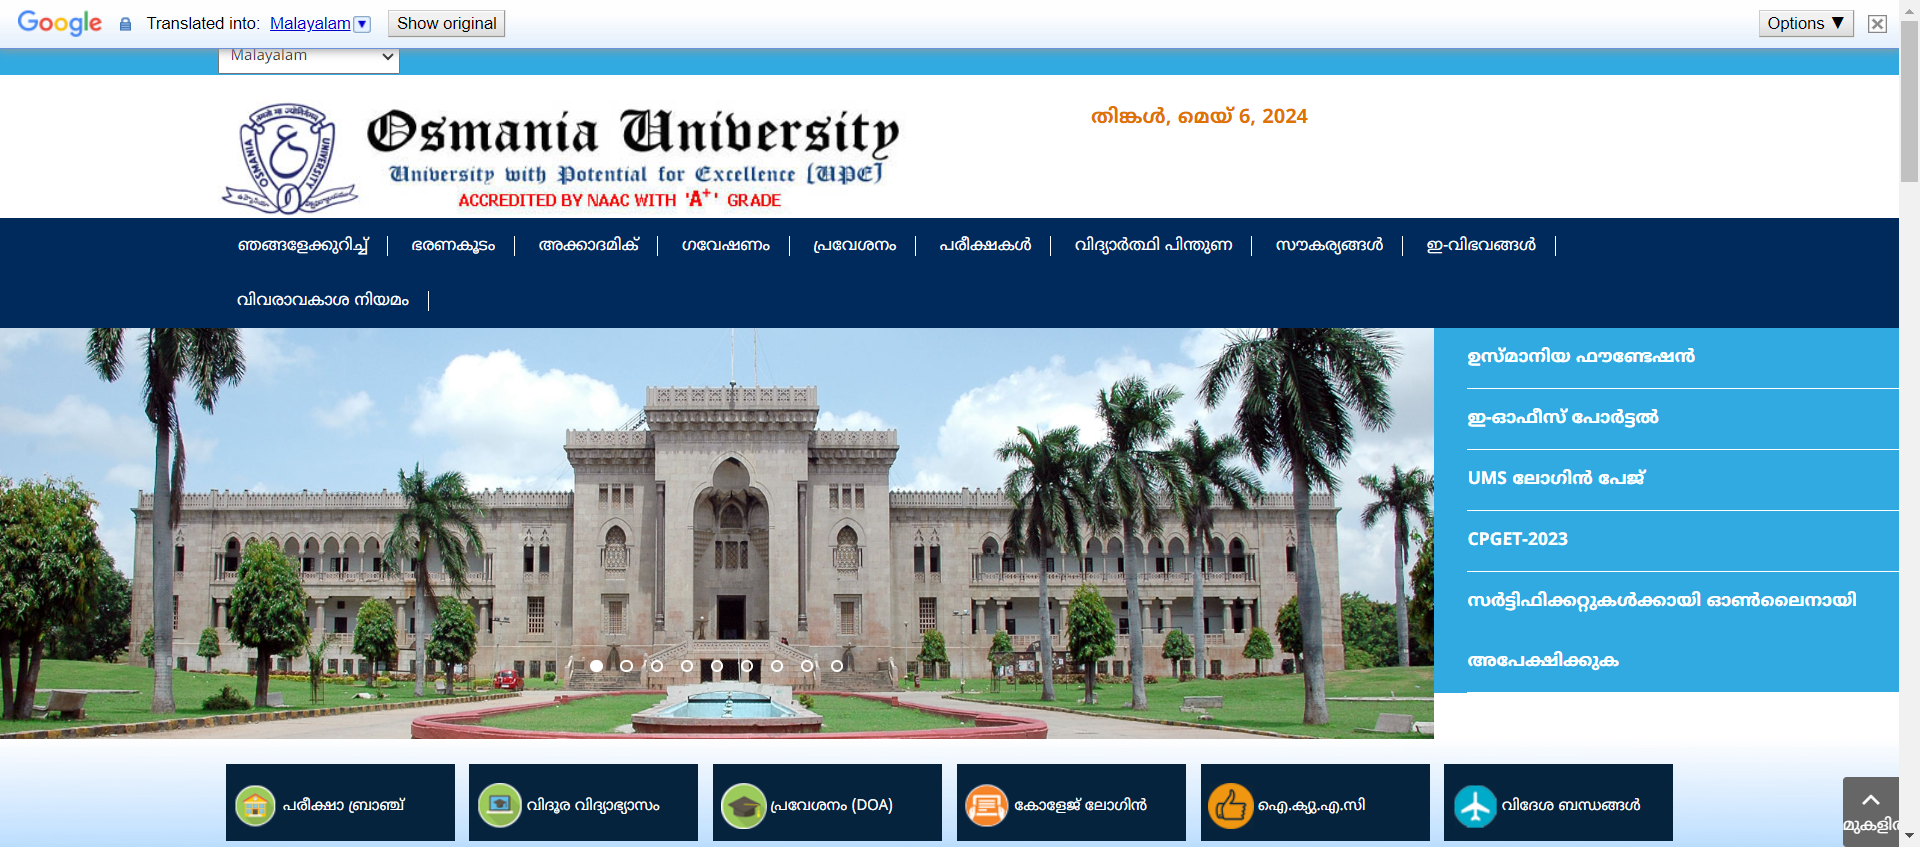 Google Translated into: Malayalam Show original Options ▼
Malayalam
Osmania University
University with Potential for Excellence [UPE]
ACCREDITED BY NAAC WITH 'A+' GRADE
OSMANIA UNIVERSITY
തിങ്കൾ, മെയ് 6, 2024
ഞങ്ങളേക്കുറിച്ച് ഭരണകൂടം അക്കാദമിക് ഗവേഷണം പ്രവേശനം പരീക്ഷകൾ വിദ്യാർത്ഥി പിന്തുണ സൗകര്യങ്ങൾ ഇ-വിഭവങ്ങൾ
വിവരാവകാശ നിയമം
ഉസ്മാനിയ ഫൗണ്ടേഷൻ
ഇ-ഓഫീസ് പോർട്ടൽ
UMS ലോഗിൻ പേജ്
CPGET-2023
സർട്ടിഫിക്കറ്റുകൾക്കായി ഓൺലൈനായി
അപേക്ഷിക്കുക
പരീക്ഷാ ബ്രാഞ്ച് വിദൂര വിദ്യാഭ്യാസം പ്രവേശനം (DOA) കോളേജ് ലോഗിൻ ഐ.ക്യു.എ.സി വിദേശ ബന്ധങ്ങൾ